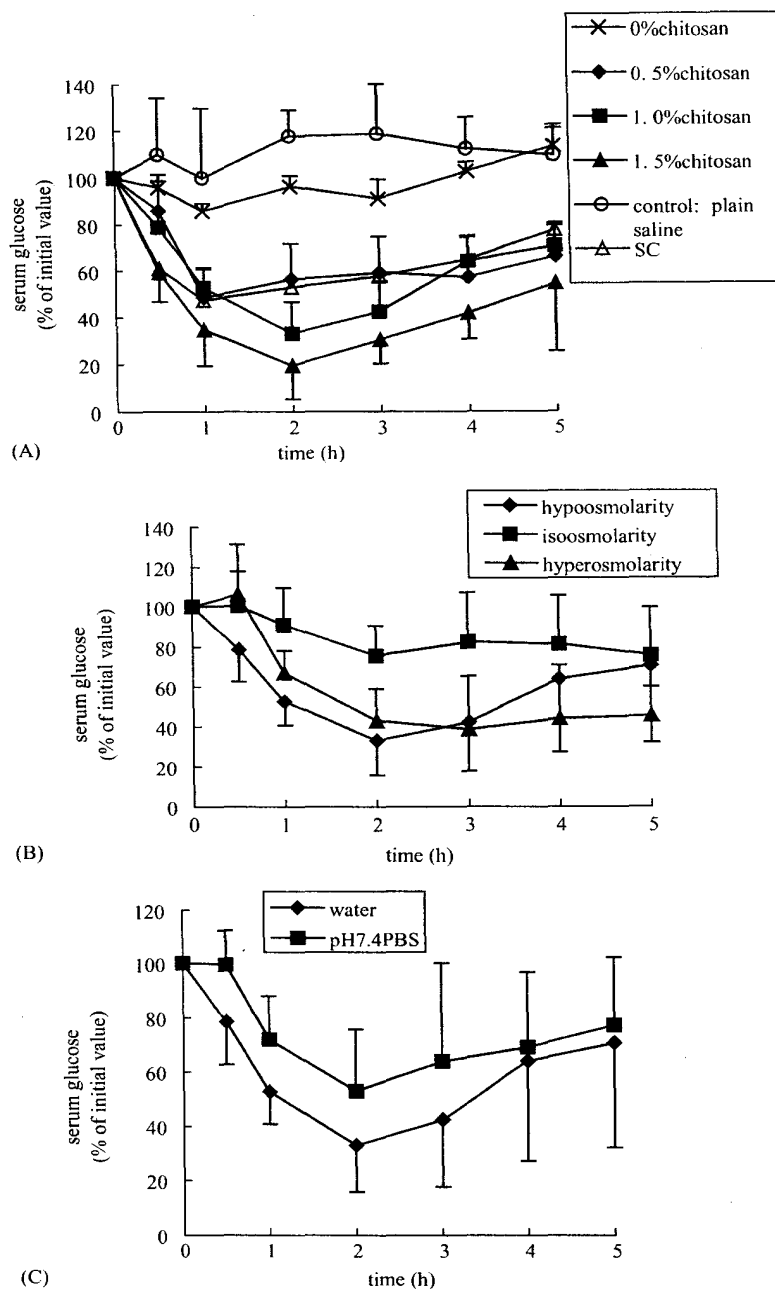 0%chitosan
0. 5%chitosan
1. 0%chitosan
1. 5%chitosan
control: plain
saline
SC
140
120
100
80
60
40
20
0
serum glucose
(% of initial value)
0 1 2 3 4 5
time (h)
(A)
hypoosmolarity
isoosmolarity
hyperosmolarity
140
120
100
80
60
40
20
0
serum glucose
(% of initial value)
0 1 2 3 4 5
time (h)
(B)
water
pH7.4PBS
120
100
80
60
40
20
0
serum glucose
(% of initial value)
0 1 2 3 4 5
time (h)
(C)